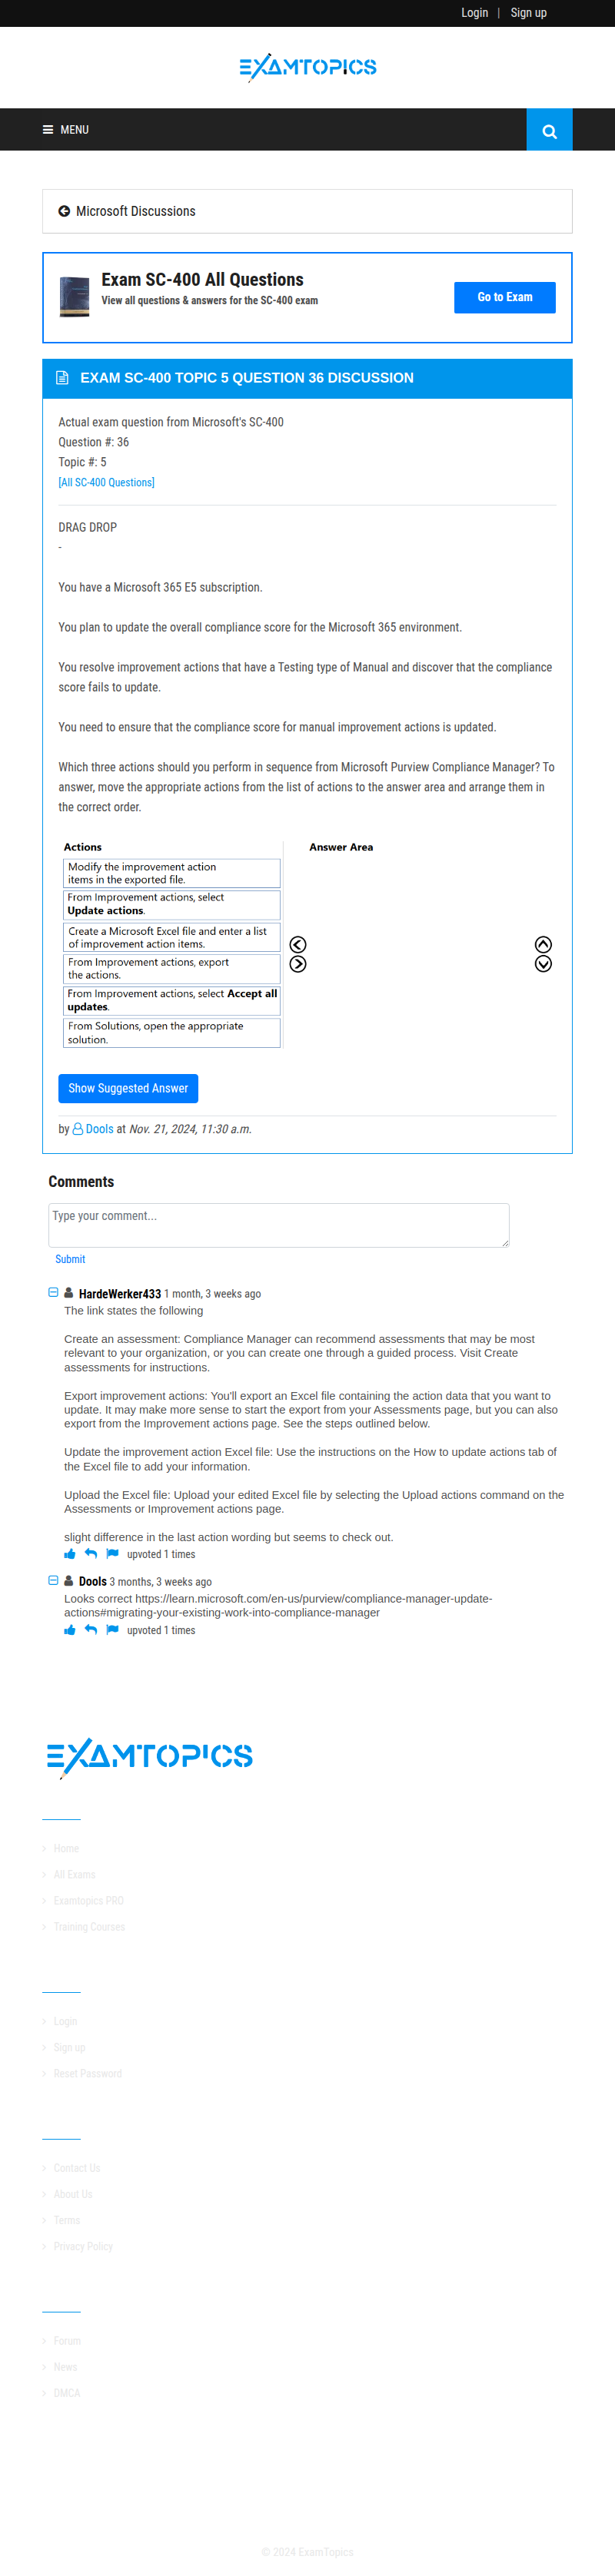 Login | Sign up
EXAMTOPICS
MENU
Microsoft Discussions
Exam SC-400 All Questions
View all questions & answers for the SC-400 exam
Go to Exam
EXAM SC-400 TOPIC 5 QUESTION 36 DISCUSSION
Actual exam question from Microsoft's SC-400
Question #: 36
Topic #: 5
[All SC-400 Questions]
DRAG DROP
-
You have a Microsoft 365 E5 subscription.
You plan to update the overall compliance score for the Microsoft 365 environment.
You resolve improvement actions that have a Testing type of Manual and discover that the compliance
score fails to update.
You need to ensure that the compliance score for manual improvement actions is updated.
Which three actions should you perform in sequence from Microsoft Purview Compliance Manager? To
answer, move the appropriate actions from the list of actions to the answer area and arrange them in
the correct order.
Actions
Answer Area
Modify the improvement action
items in the exported file.
From Improvement actions, select
Update actions.
Create a Microsoft Excel file and enter a list
of improvement action items.
From Improvement actions, export
the actions.
From Improvement actions, select Accept all
updates.
From Solutions, open the appropriate
solution.
Show Suggested Answer
by Dools at Nov. 21, 2024, 11:30 a.m.
Comments
Type your comment...
Submit
HardeWerker433 1 month, 3 weeks ago
The link states the following
Create an assessment: Compliance Manager can recommend assessments that may be most
relevant to your organization, or you can create one through a guided process. Visit Create
assessments for instructions.
Export improvement actions: You'll export an Excel file containing the action data that you want to
update. It may make more sense to start the export from your Assessments page, but you can also
export from the Improvement actions page. See the steps outlined below.
Update the improvement action Excel file: Use the instructions on the How to update actions tab of
the Excel file to add your information.
Upload the Excel file: Upload your edited Excel file by selecting the Upload actions command on the
Assessments or Improvement actions page.
slight difference in the last action wording but seems to check out.
upvoted 1 times
Dools 3 months, 3 weeks ago
Looks correct https://learn.microsoft.com/en-us/purview/compliance-manager-update-
actions#migrating-your-existing-work-into-compliance-manager
upvoted 1 times
EXAMTOPICS
Home
All Exams
Examtopics PRO
Training Courses
Login
Sign up
Reset Password
Contact Us
About Us
Terms
Privacy Policy
Forum
News
DMCA
© 2024 ExamTopics